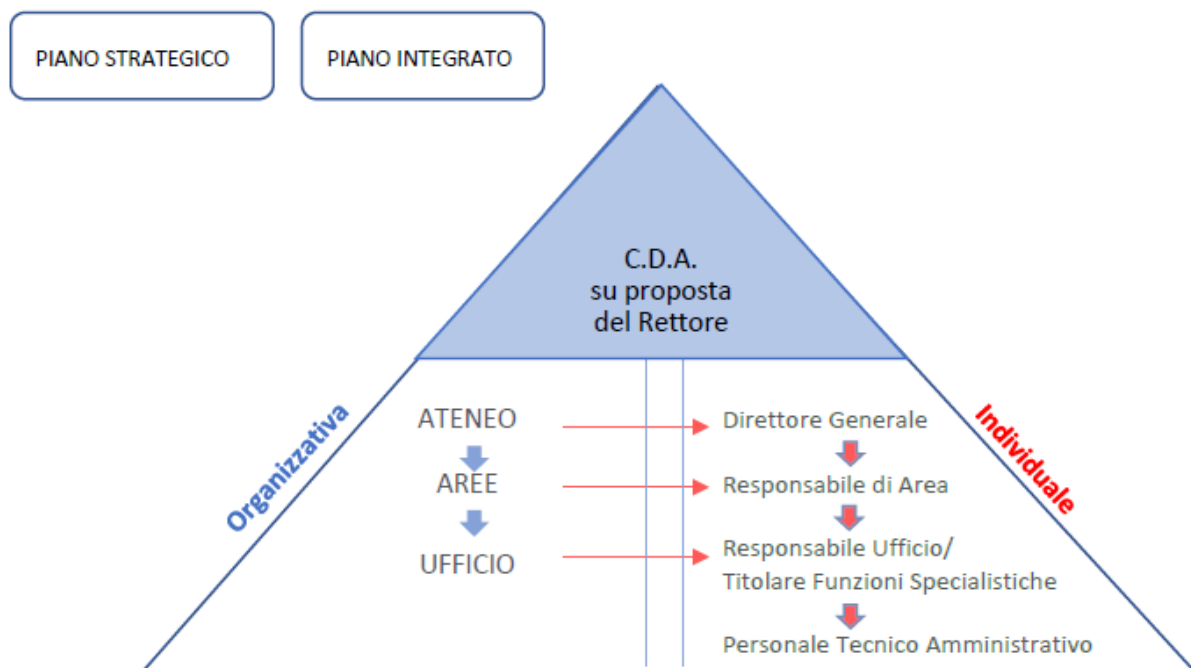 PIANO STRATEGICO
PIANO INTEGRATO
C.D.A.
su proposta
del Rettore
Organizzativa
Individuale
ATENEO
Direttore Generale
AREE
Responsabile di Area
UFFICIO
Responsabile Ufficio/
Titolare Funzioni Specialistiche
Personale Tecnico Amministrativo